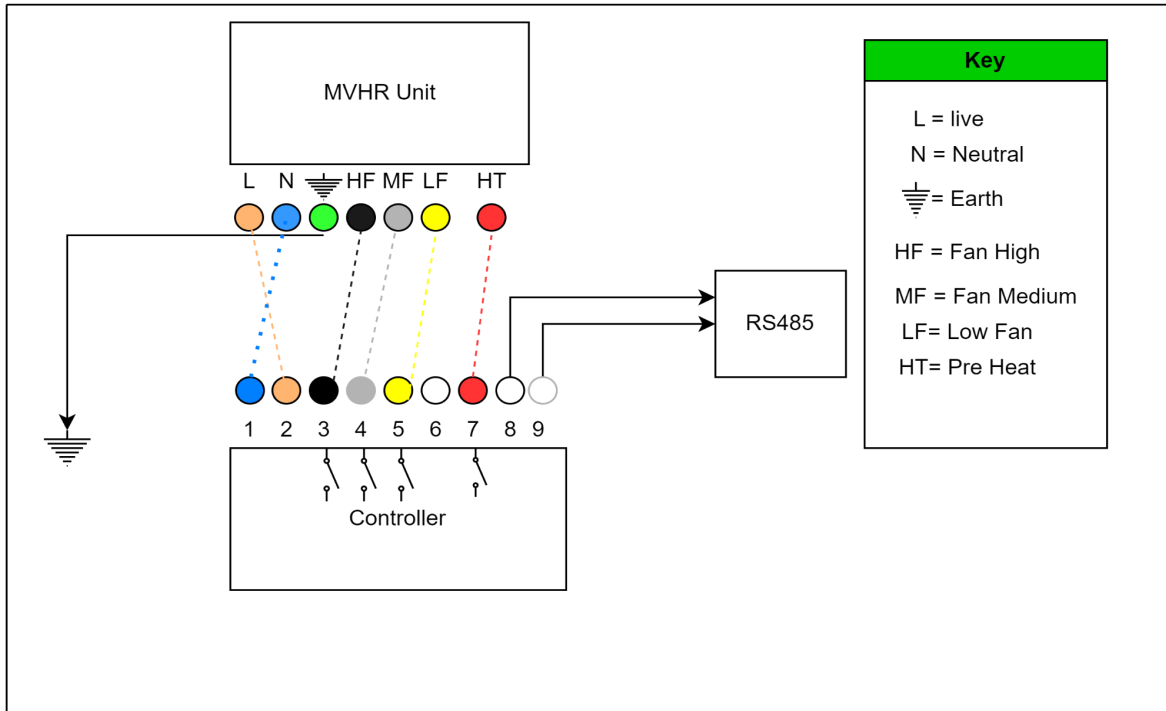 MVHR Unit
L N HF MF LF HT
1 2 3 4 5 6 7 8 9
Controller
RS485
Key
L = live
N = Neutral
= Earth
HF = Fan High
MF = Fan Medium
LF= Low Fan
HT= Pre Heat